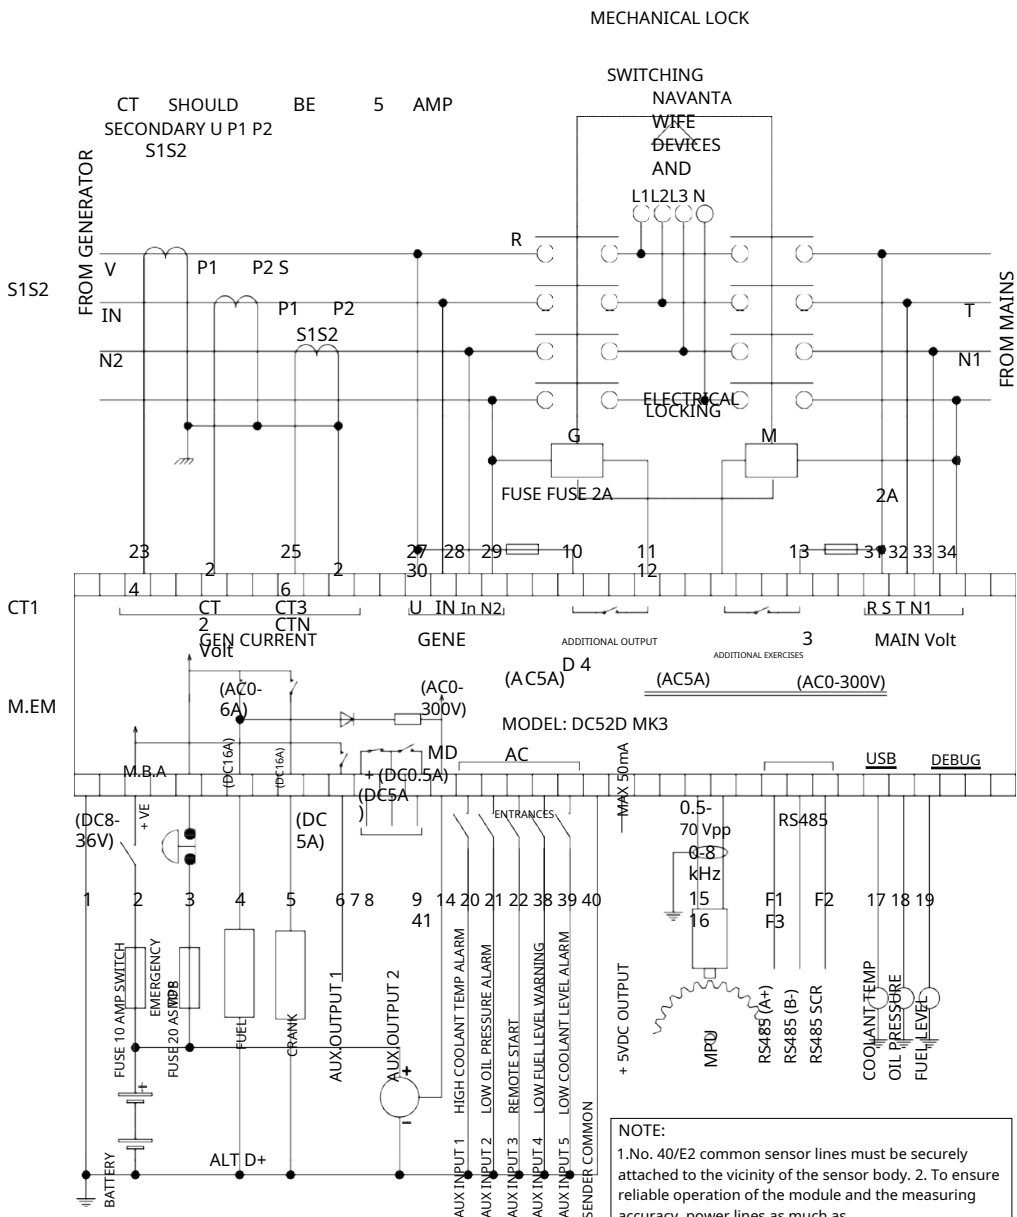 MECHANICAL LOCK
SWITCHING
NAVANTA
WIFE
DEVICES
AND
CT SHOULD BE 5 AMP
SECONDARY U P1 P2
S1S2
FROM GENERATOR
L1L2L3 N
R
V
P1 P2 S
S1S2
IN
P1 P2
T
S1S2
N2
N1
FROM MAINS
ELECTRICAL
LOCKING
G
M
FUSE FUSE 2A
2A
23
2
4
25
2
6
27 28 29
30
10
11
12
13
31 32 33 34
CT1
CT
2
CT3
CTN
GEN CURRENT
Volt
U IN In N2
GENE
ADDITIONAL OUTPUT
D 4
3
ADDITIONAL EXERCISES
R S T N1
MAIN Volt
(AC0-
6A)
(AC0-
300V)
(AC5A)
(AC5A)
(AC0-300V)
M.EM
MODEL: DC52D MK3
(DC16A)
(DC16A)
MD
AC
M.B.A
+ (DC0.5A)
(DC5A
)
MAX 50mA
USB
DEBUG
ENTRANCES
(DC8-
36V)
+ VE
(DC
5A)
0.5-
70 Vpp
0-8
kHz
RS485
1 2 3 4 5 6 7 8 9 14 20 21 22 38 39 40
41
15
16
F1 F2
F3
17 18 19
FUSE 10 AMP SWITCH
EMERGENCY
FUSE 20 AS
FUEL
CRANK
AUX.OUTPUT 1
AUX.OUTPUT 2
HIGH COOLANT TEMP ALARM
LOW OIL PRESSURE ALARM
REMOTE START
LOW FUEL LEVEL WARNING
LOW COOLANT LEVEL ALARM
+ 5VDC OUTPUT
MPU
RS485 (A+)
RS485 (B-)
RS485 SCR
COOLANT TEMP
OIL PRESSURE
FUEL LEVEL
+
−
BATTERY
ALT D+
AUX INPUT 1
AUX INPUT 2
AUX INPUT 3
AUX INPUT 4
AUX INPUT 5
SENDER COMMON
NOTE:
1.No. 40/E2 common sensor lines must be securely
attached to the vicinity of the sensor body. 2. To ensure
reliable operation of the module and the measuring
accuracy, power lines as much as